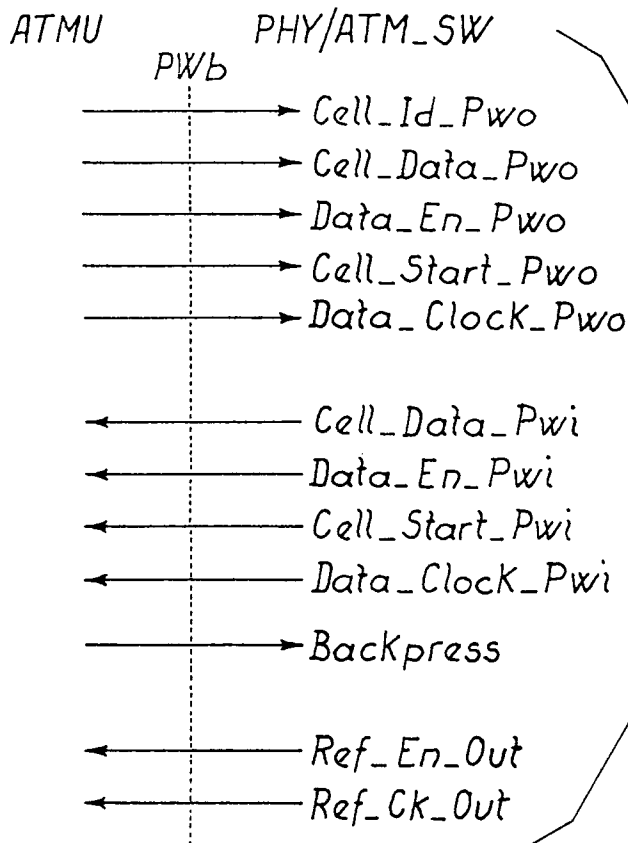 ATMU PHY/ATM_SW
PWb
Cell_Id_Pwo
Cell_Data_Pwo
Data_En_Pwo
Cell_Start_Pwo
Data_Clock_Pwo
Cell_Data_Pwi
Data_En_Pwi
Cell_Start_Pwi
Data_Clock_Pwi
Backpress
Ref_En_Out
Ref_Ck_Out